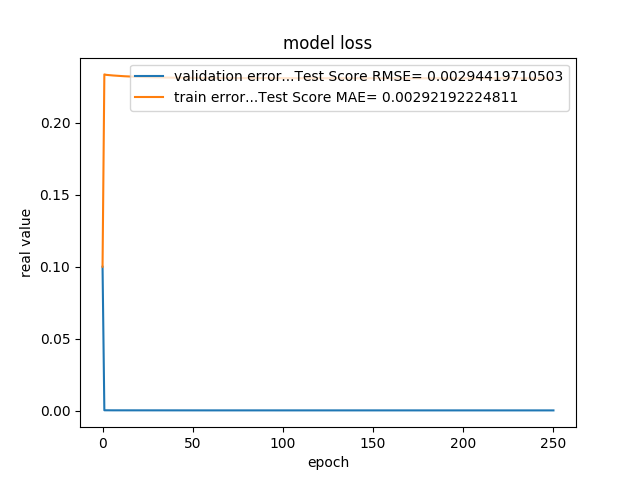 model loss
validation error...Test Score RMSE= 0.00294419710503
train error...Test Score MAE= 0.00292192224811
real value
0.20
0.15
0.10
0.05
0.00
0 50 100 150 200 250
epoch